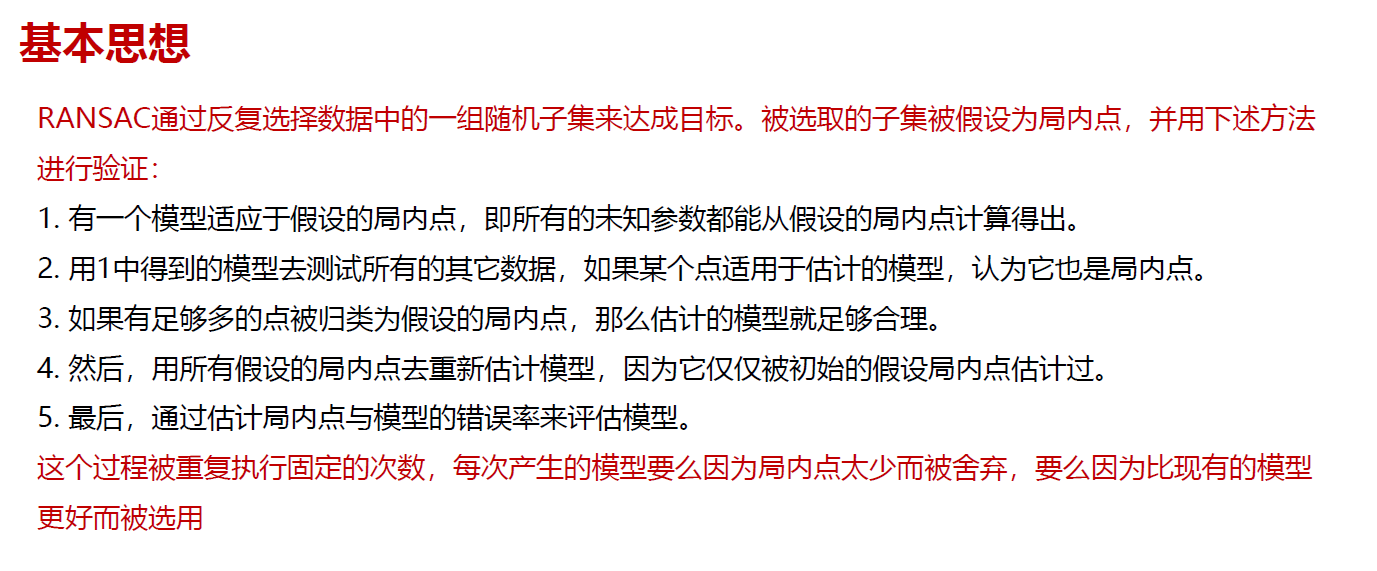 基本思想
RANSAC通过反复选择数据中的一组随机子集来达成目标。被选取的子集被假设为局内点，并用下述方法
进行验证：
1. 有一个模型适应于假设的局内点，即所有的未知参数都能从假设的局内点计算得出。
2. 用1中得到的模型去测试所有的其它数据，如果某个点适用于估计的模型，认为它也是局内点。
3. 如果有足够多的点被归类为假设的局内点，那么估计的模型就足够合理。
4. 然后，用所有假设的局内点去重新估计模型，因为它仅仅被初始的假设局内点估计过。
5. 最后，通过估计局内点与模型的错误率来评估模型。
这个过程被重复执行固定的次数，每次产生的模型要么因为局内点太少而被舍弃，要么因为比现有的模型
更好而被选用